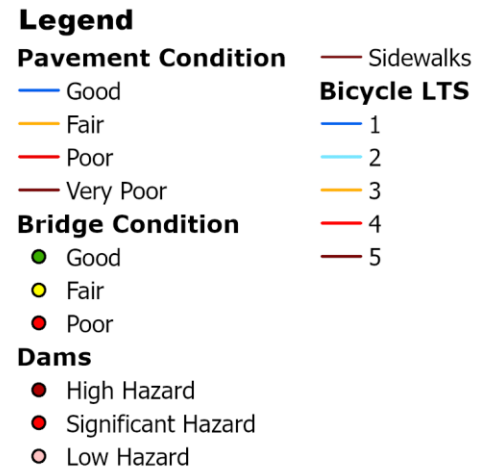 Legend
Pavement Condition
Good
Fair
Poor
Very Poor
Bridge Condition
Good
Fair
Poor
Dams
High Hazard
Significant Hazard
Low Hazard
Sidewalks
Bicycle LTS
1
2
3
4
5